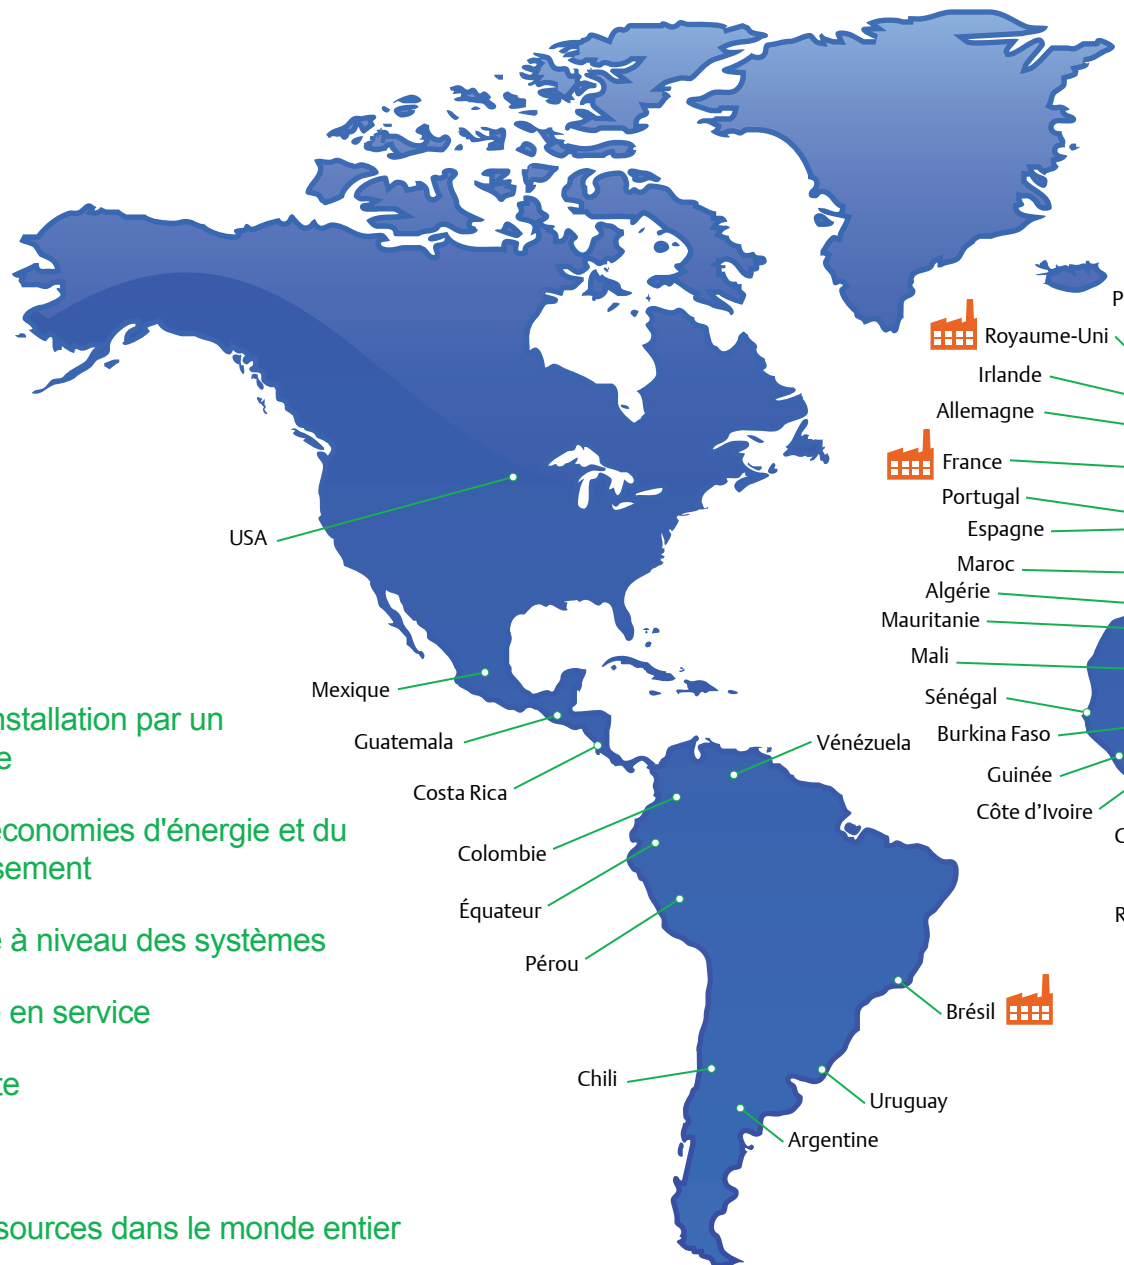 Royaume-Uni
Irlande
Allemagne
France
Portugal
Espagne
USA
Maroc
Algérie
Mauritanie
Mali
Mexique
Sénégal
Guatemala
Vénézuela
Burkina Faso
Guinée
Costa Rica
Côte d'Ivoire
Colombie
Équateur
Pérou
Brésil
Chili
Uruguay
Argentine
nstallation par un
e
économies d'énergie et du
sement
e à niveau des systèmes
e en service
te
sources dans le monde entier
P
C
R